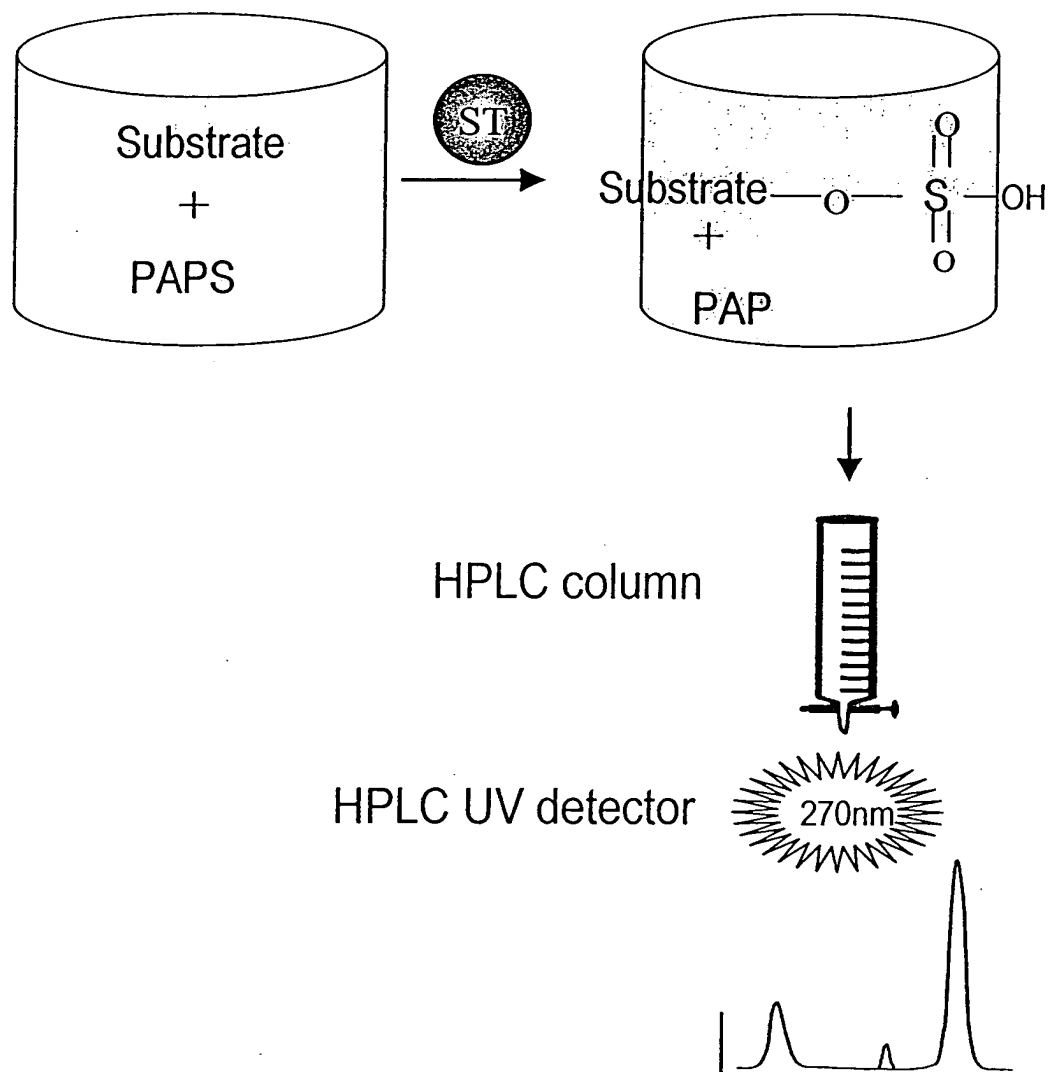 Substrate
+
PAPS
ST
Substrate—O—S—OH
O
O
+
PAP
HPLC column
HPLC UV detector
270nm